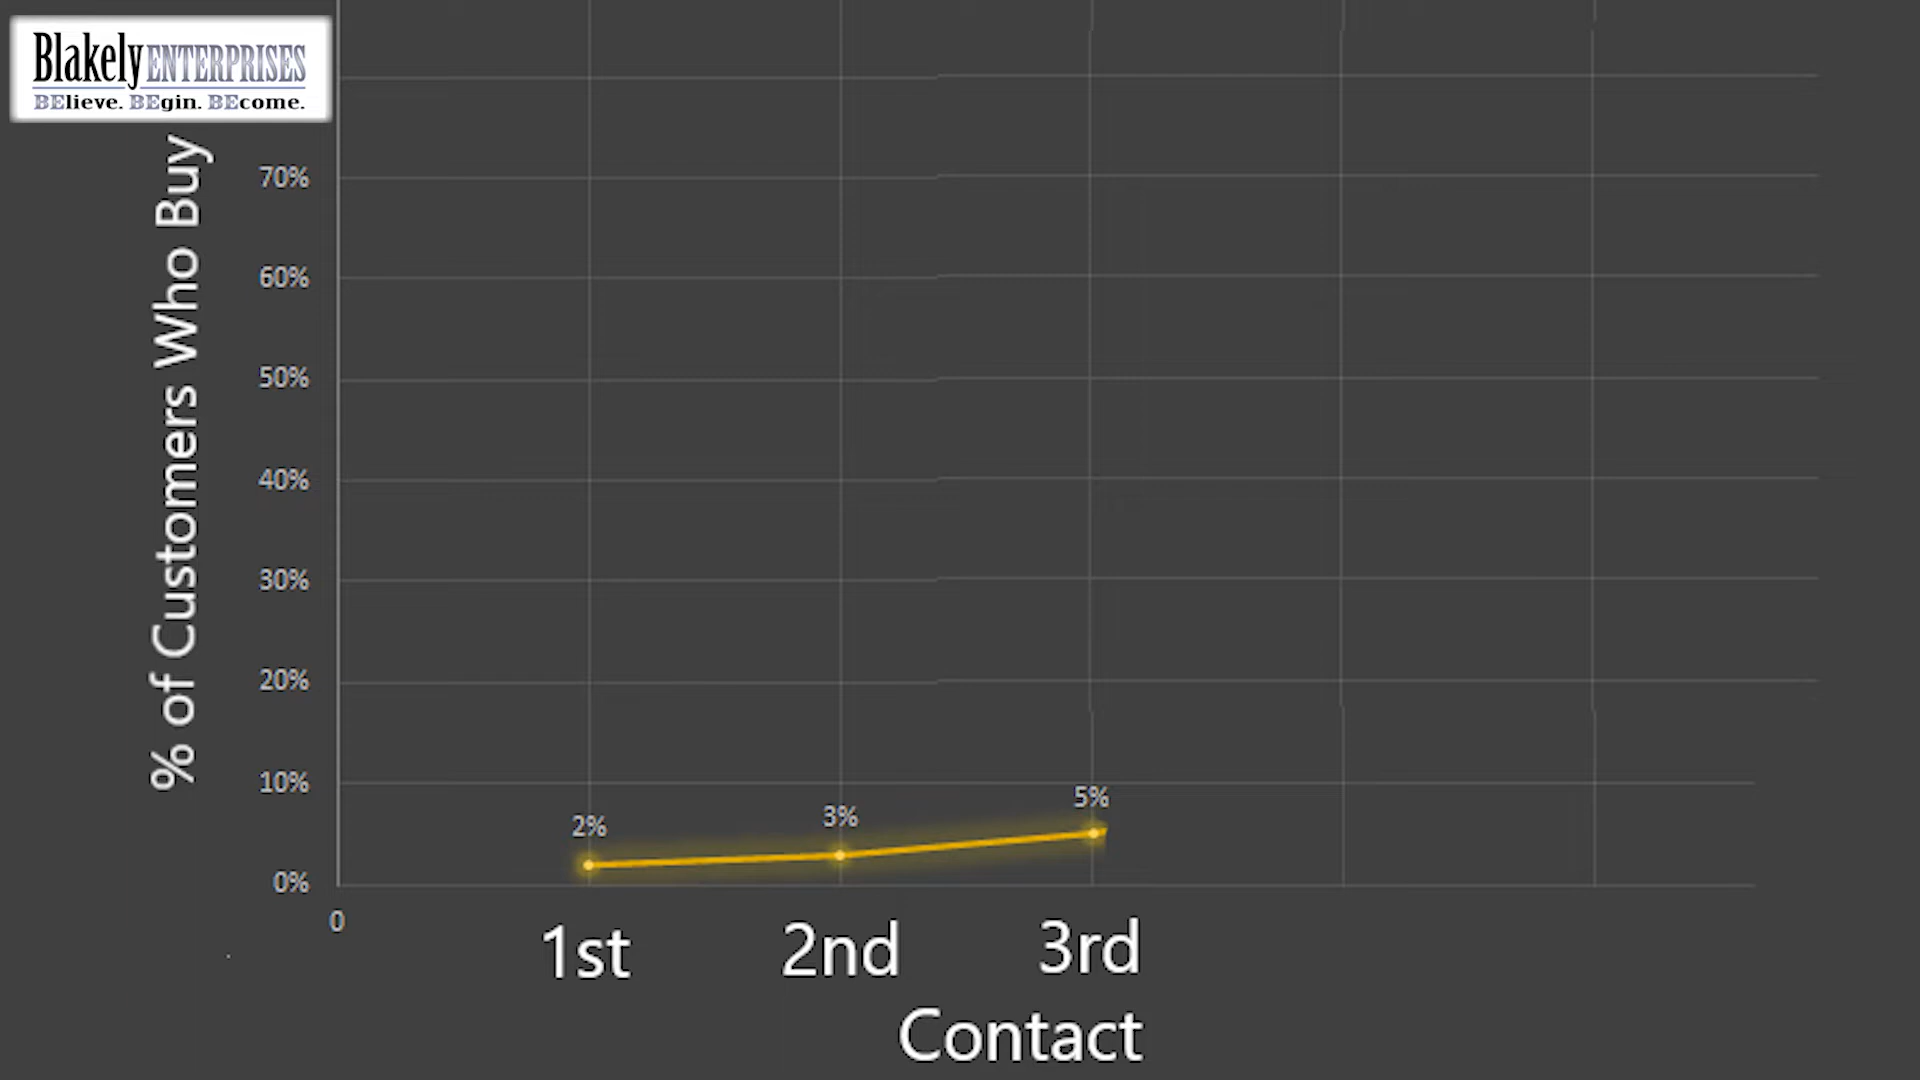 Blakely ENTERPRISES
BElieve. BEgin. BEcome.
% of Customers Who Buy
70%
60%
50%
40%
30%
20%
10%
0%
2%
3%
5%
0
1st
2nd
3rd
Contact